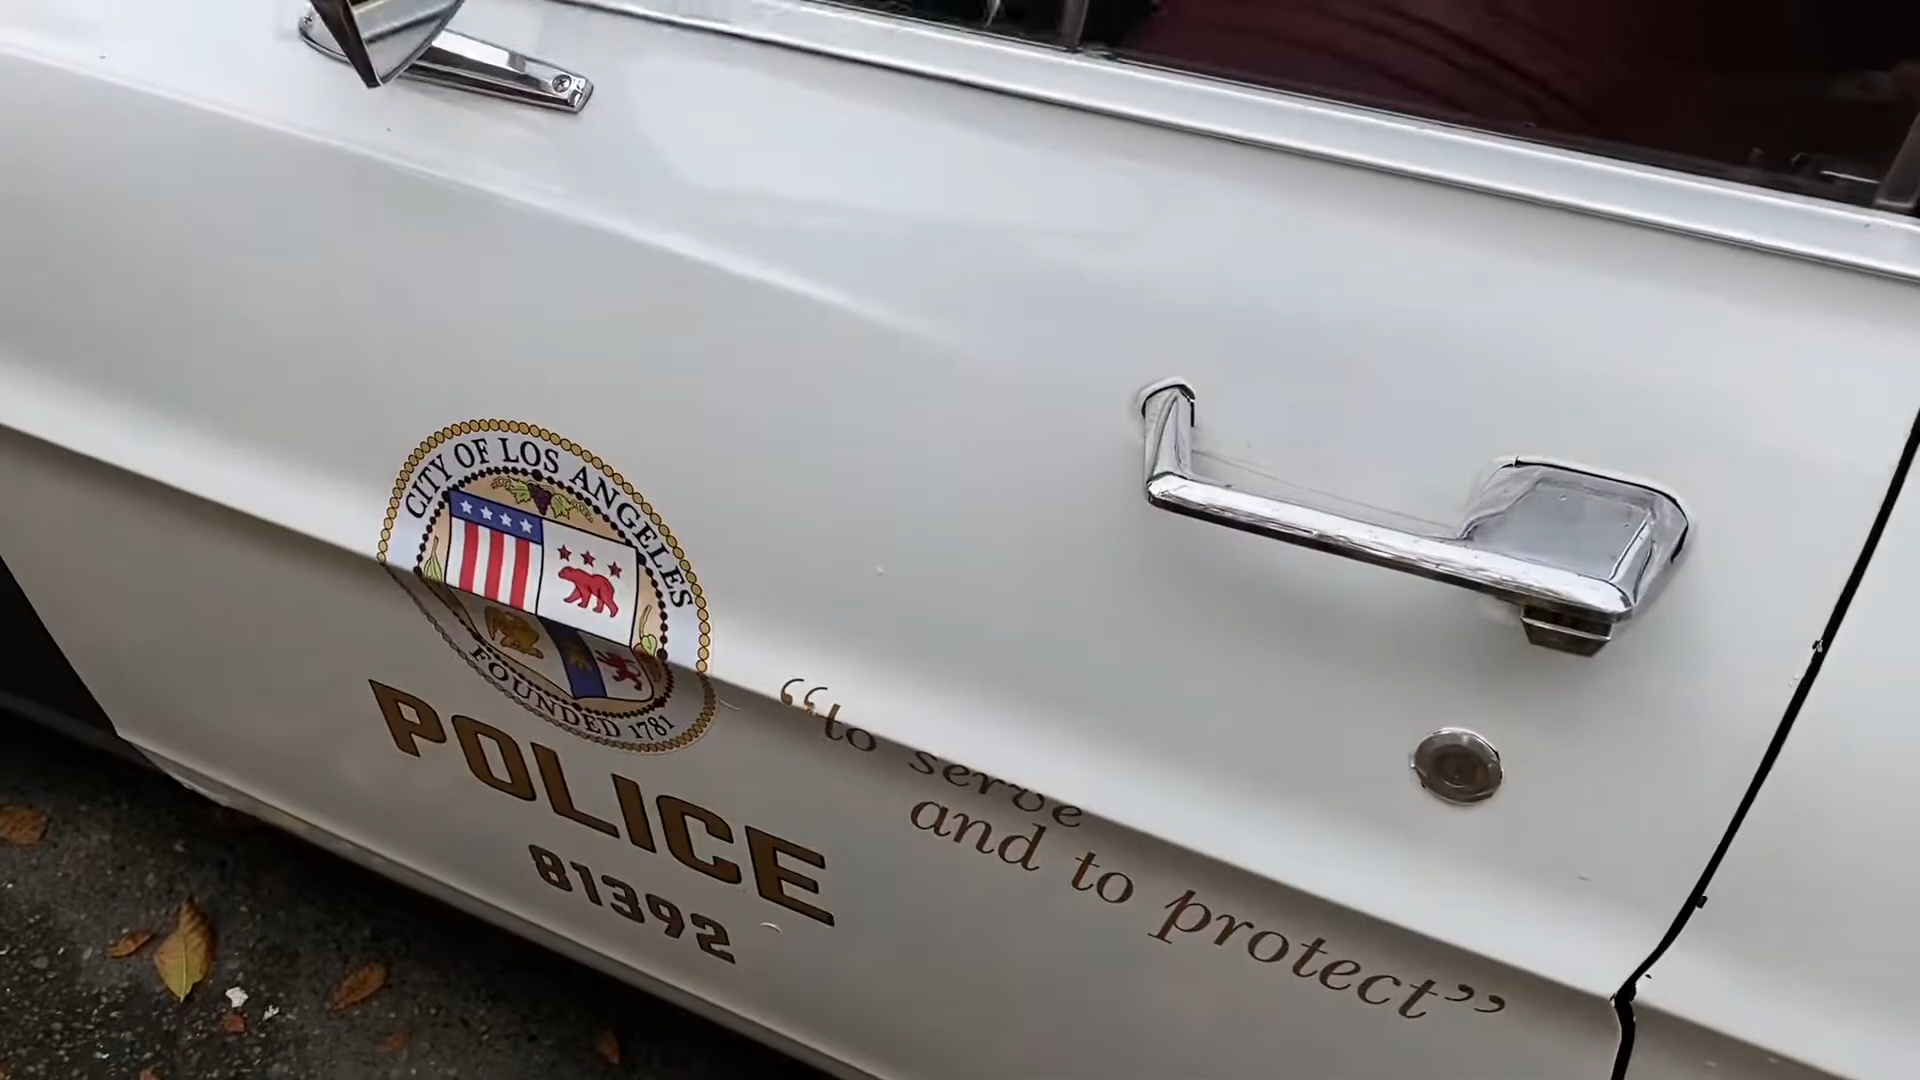 CITY OF LOS ANGELES
FOUNDED 1781
POLICE
81392
“to serve
and to protect”